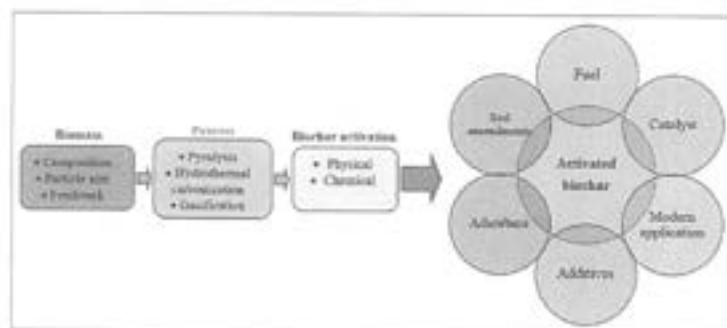 Biomass
• Composition
• Particle size
• Feedstock
Process
• Pyrolysis
• Hydrothermal
carbonization
• Gasification
Biochar activation
• Physical
• Chemical
Fuel
Catalyst
Modern
application
Additives
Adsorbent
Soil
amendment
Activated
biochar